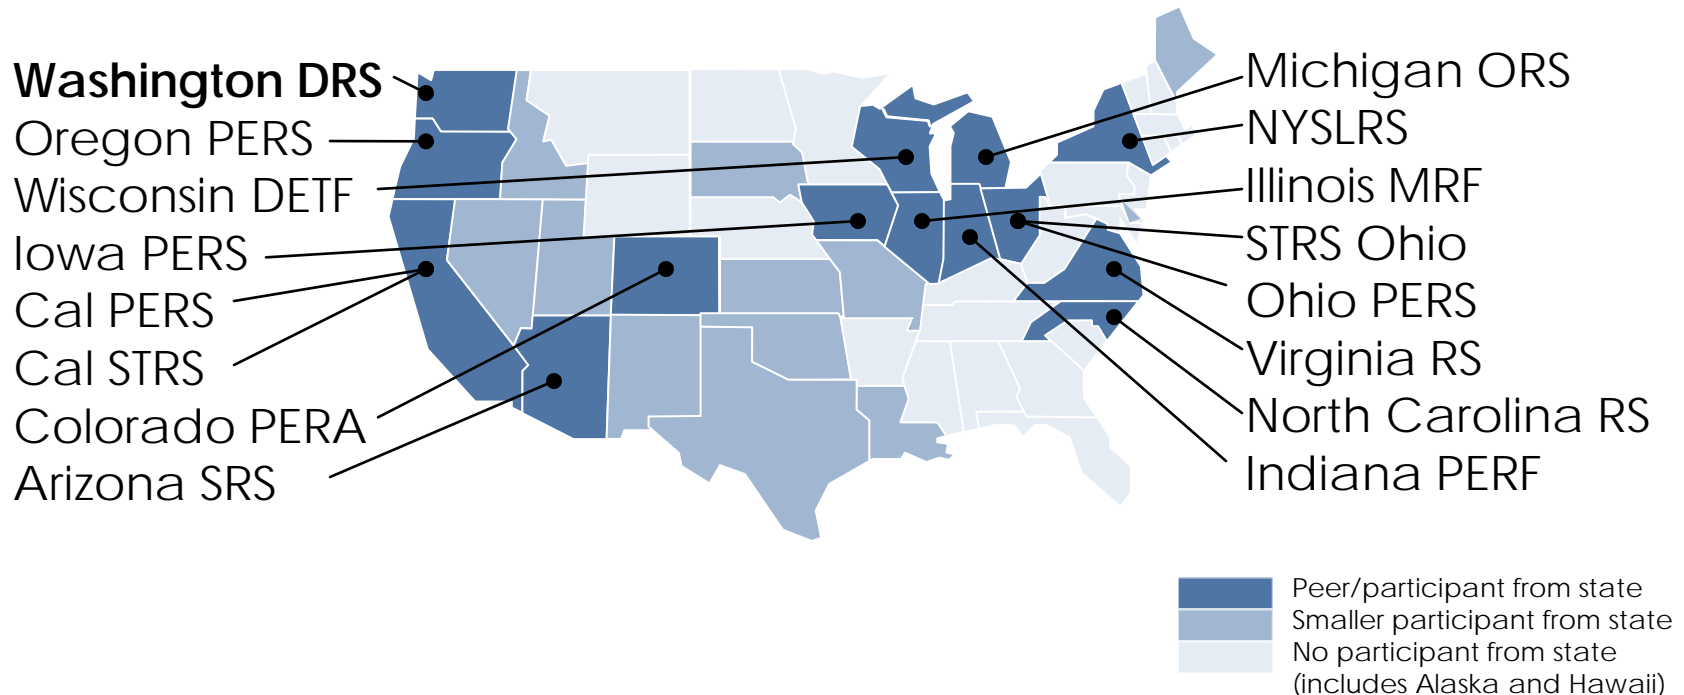 Washington DRS
Oregon PERS
Wisconsin DETF
Iowa PERS
Cal PERS
Cal STRS
Colorado PERA
Arizona SRS
Michigan ORS
NYSLRS
Illinois MRF
STRS Ohio
Ohio PERS
Virginia RS
North Carolina RS
Indiana PERF
Peer/participant from state
Smaller participant from state
No participant from state
(includes Alaska and Hawaii)